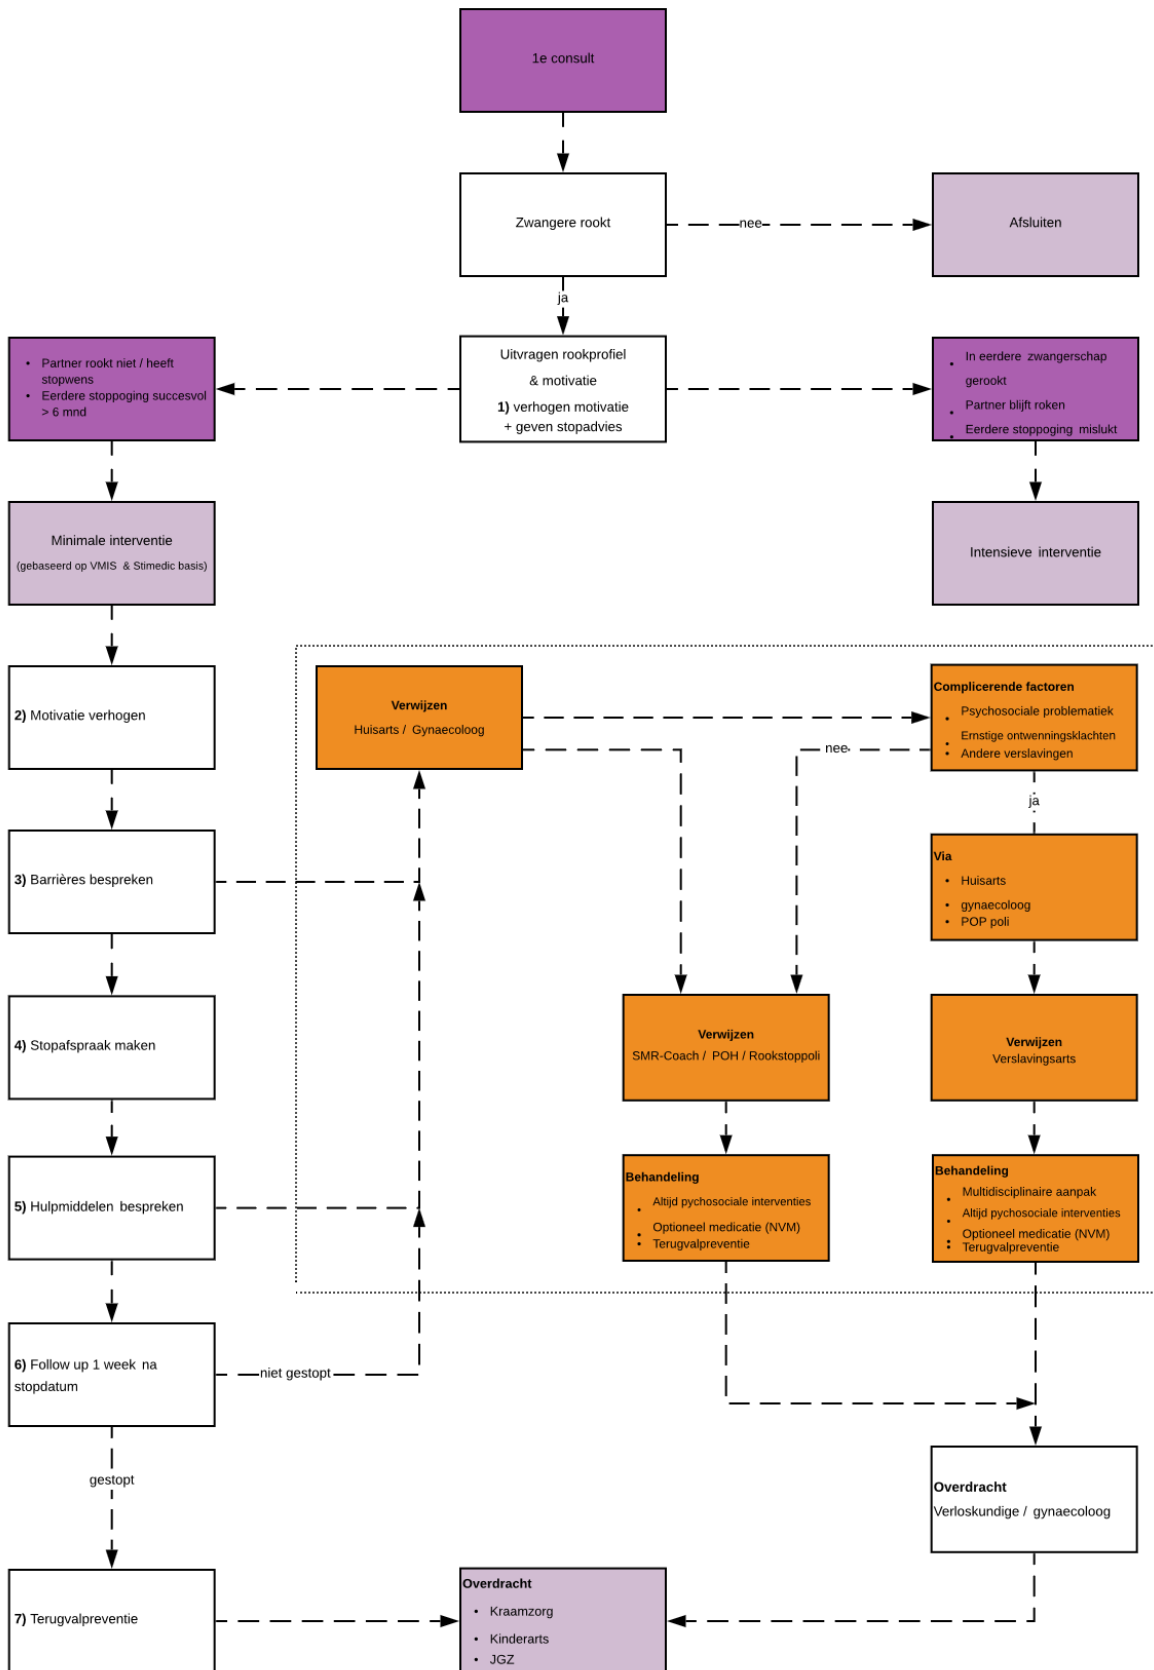 1e consult
Zwangere rookt
nee
Afsluiten
ja
• Partner rookt niet / heeft
stopwens
• Eerdere stoppoging succesvol
> 6 mnd
Uitvragen rookprofiel
& motivatie
1) verhogen motivatie
+ geven stopadvies
• In eerdere zwangerschap
gerookt
• Partner blijft roken
• Eerdere stoppoging mislukt
Minimale interventie
(gebaseerd op VMIS & Stimedic basis)
Intensieve interventie
2) Motivatie verhogen
Verwijzen
Huisarts / Gynaecoloog
Complicerende factoren
• Psychosociale problematiek
• Ernstige ontwenningsklachten
• Andere verslavingen
nee
ja
3) Barrières bespreken
Via
• Huisarts
• gynaecoloog
• POP poli
4) Stopafspraak maken
Verwijzen
SMR-Coach / POH / Rookstoppoli
Verwijzen
Verslavingsarts
5) Hulpmiddelen bespreken
Behandeling
• Altijd pychosociale interventies
• Optioneel medicatie (NVM)
• Terugvalpreventie
Behandeling
• Multidisciplinaire aanpak
• Altijd pychosociale interventies
• Optioneel medicatie (NVM)
• Terugvalpreventie
6) Follow up 1 week na
stopdatum
niet gestopt
gestopt
Overdracht
Verloskundige / gynaecoloog
7) Terugvalpreventie
Overdracht
• Kraamzorg
• Kinderarts
• JGZ